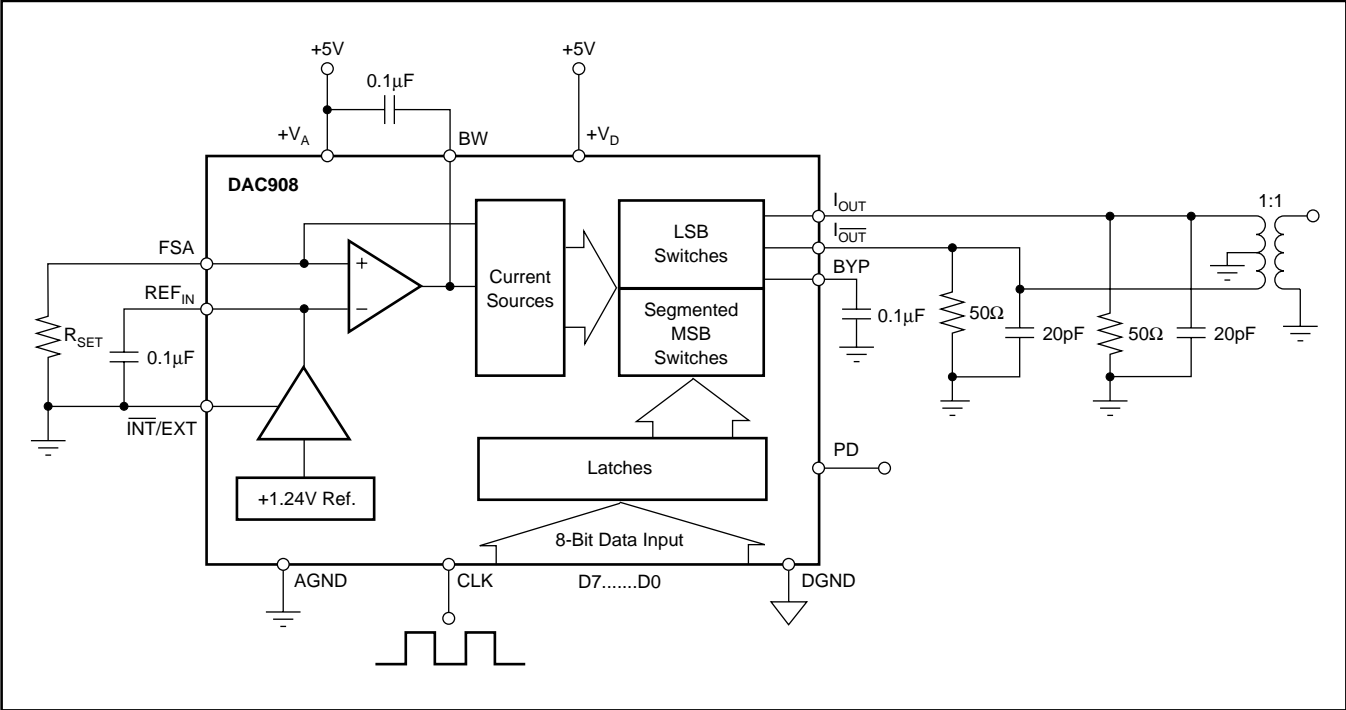 +5V
+5V
0.1µF
+V_A
BW
+V_D
DAC908
I_OUT
1:1
LSB
Switches
I_O̅U̅T̅
FSA
+
BYP
Current
Sources
REF_IN
–
Segmented
MSB
Switches
0.1µF
50Ω
20pF
50Ω
20pF
R_SET
0.1µF
I̅N̅T̅/EXT
PD
Latches
+1.24V Ref.
8-Bit Data Input
AGND
CLK
D7.......D0
DGND